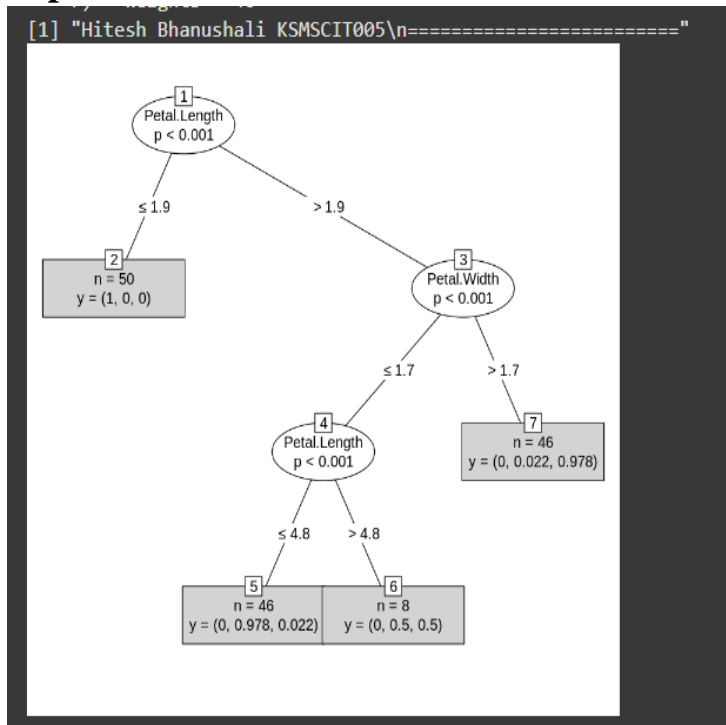 [1] "Hitesh Bhanushali KSMSCIT005\n========================="
1
Petal.Length
p < 0.001
≤ 1.9
> 1.9
2
n = 50
y = (1, 0, 0)
3
Petal.Width
p < 0.001
≤ 1.7
> 1.7
4
Petal.Length
p < 0.001
7
n = 46
y = (0, 0.022, 0.978)
≤ 4.8
> 4.8
5
n = 46
y = (0, 0.978, 0.022)
6
n = 8
y = (0, 0.5, 0.5)